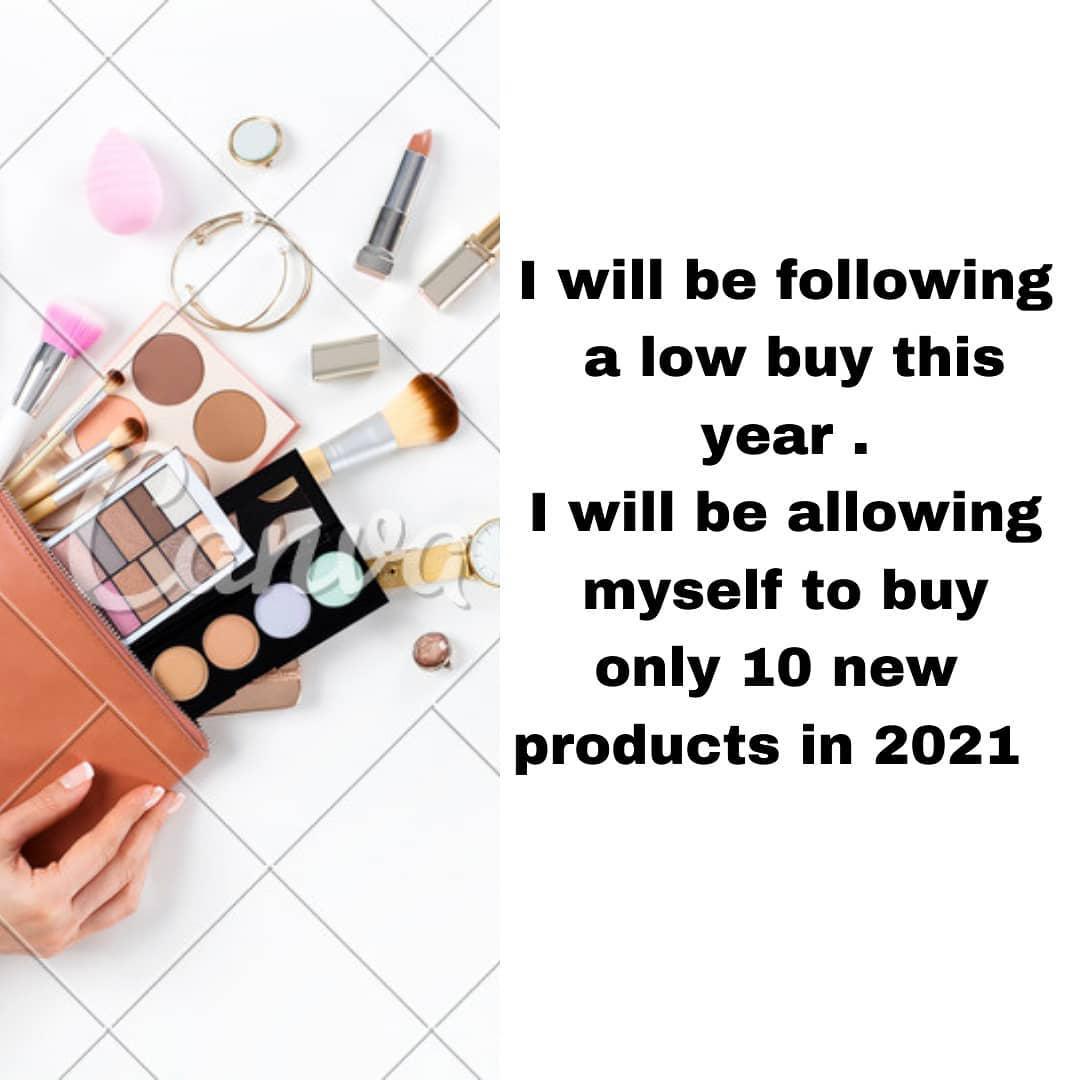 Canva
I will be following
a low buy this
year .
I will be allowing
myself to buy
only 10 new
products in 2021